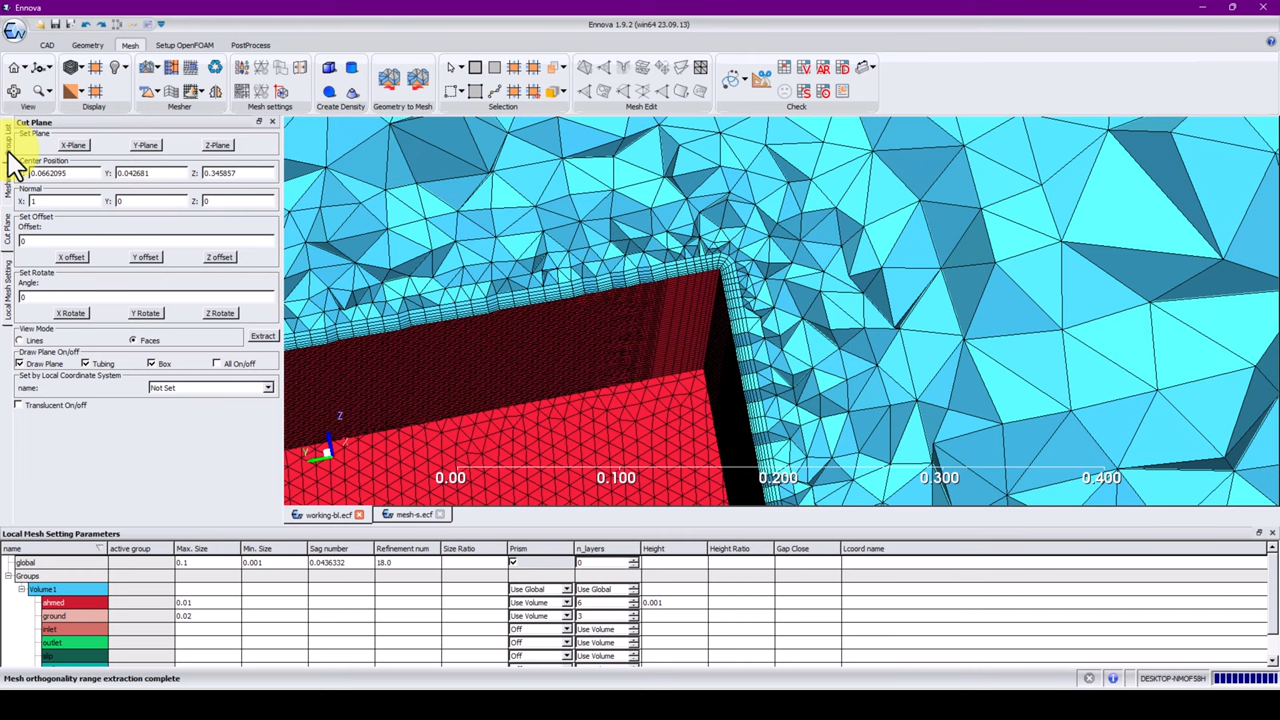 Ennova
Ennova 1.9.2 (win64 23.09.13)
CAD Geometry Mesh Setup OpenFOAM PostProcess
View Display Mesher Mesh settings Create Density Geometry to Mesh Selection Mesh Edit Check
Cut Plane
Set Plane
X-Plane Y-Plane Z-Plane
Center Position
0.0662095 Y: 0.042681 Z: 0.345857
Normal
X: 1 Y: 0 Z: 0
Set Offset
Offset:
0
X offset Y offset Z offset
Set Rotate
Angle:
0
X Rotate Y Rotate Z Rotate
View Mode
Lines Faces Extract
Draw Plane On/off
Draw Plane Tubing Box All On/off
Set by Local Coordinate System
name: Not Set
Translucent On/off
Cut Plane
Local Mesh Setting
Z
Y
0.00 0.100 0.200 0.300 0.400
working-bl.ecf mesh-s.ecf
Local Mesh Setting Parameters
name active group Max. Size Min. Size Sag number Refinement num Size Ratio Prism n_layers Height Height Ratio Gap Close Lcoord name
global 0.1 0.001 0.0436332 18.0 0
Groups
Volume1 Use Global Use Global
ahmed 0.01 Use Volume 6 0.001
ground 0.02 Use Volume 3
inlet Off Use Volume
outlet Off Use Volume
slip Off Use Volume
Mesh orthogonality range extraction complete
DESKTOP-NMOF58H